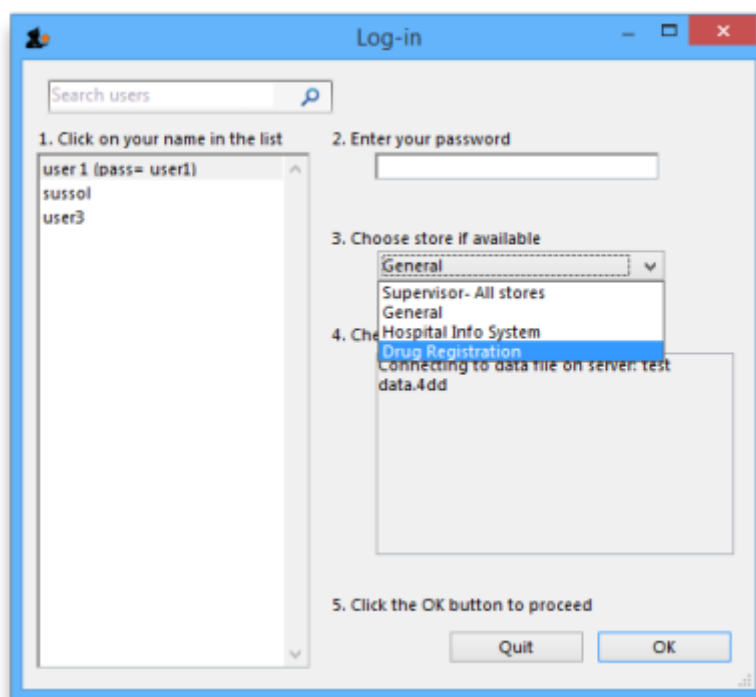 Log-in
Search users
1. Click on your name in the list
user 1 (pass= user1)
sussol
user3
2. Enter your password
3. Choose store if available
General
Supervisor- All stores
General
Hospital Info System
Drug Registration
4. Che
Connecting to data file on server: test
data.4dd
5. Click the OK button to proceed
Quit
OK